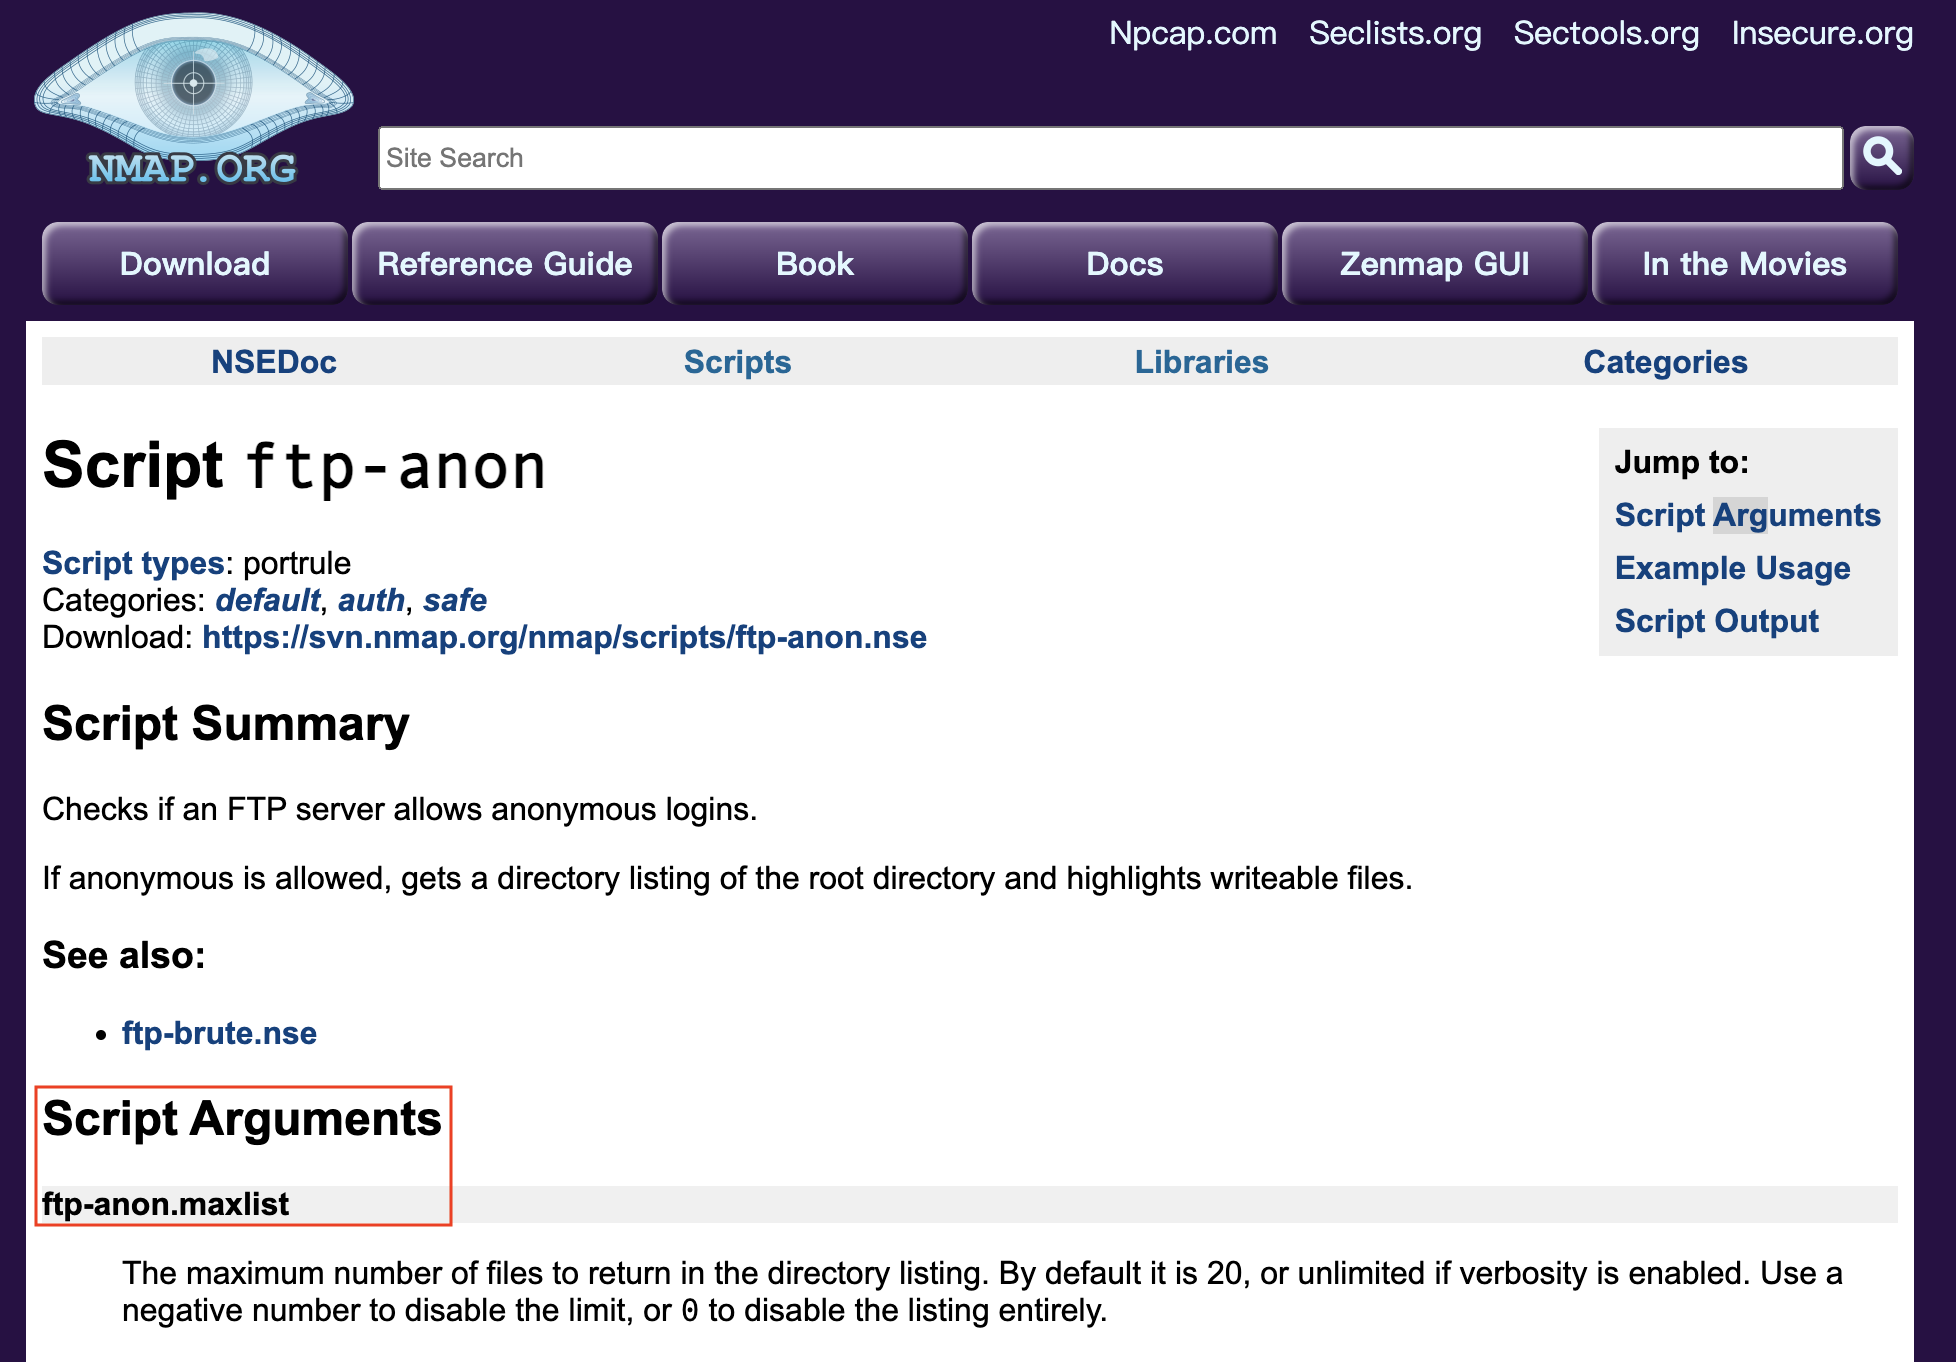 Npcap.com Seclists.org Sectools.org Insecure.org
NMAP.ORG
Site Search
Download Reference Guide Book Docs Zenmap GUI In the Movies
NSEDoc Scripts Libraries Categories
Script ftp-anon
Jump to:
Script Arguments
Example Usage
Script Output
Script types: portrule
Categories: default, auth, safe
Download: https://svn.nmap.org/nmap/scripts/ftp-anon.nse
Script Summary
Checks if an FTP server allows anonymous logins.
If anonymous is allowed, gets a directory listing of the root directory and highlights writeable files.
See also:
• ftp-brute.nse
Script Arguments
ftp-anon.maxlist
The maximum number of files to return in the directory listing. By default it is 20, or unlimited if verbosity is enabled. Use a
negative number to disable the limit, or 0 to disable the listing entirely.